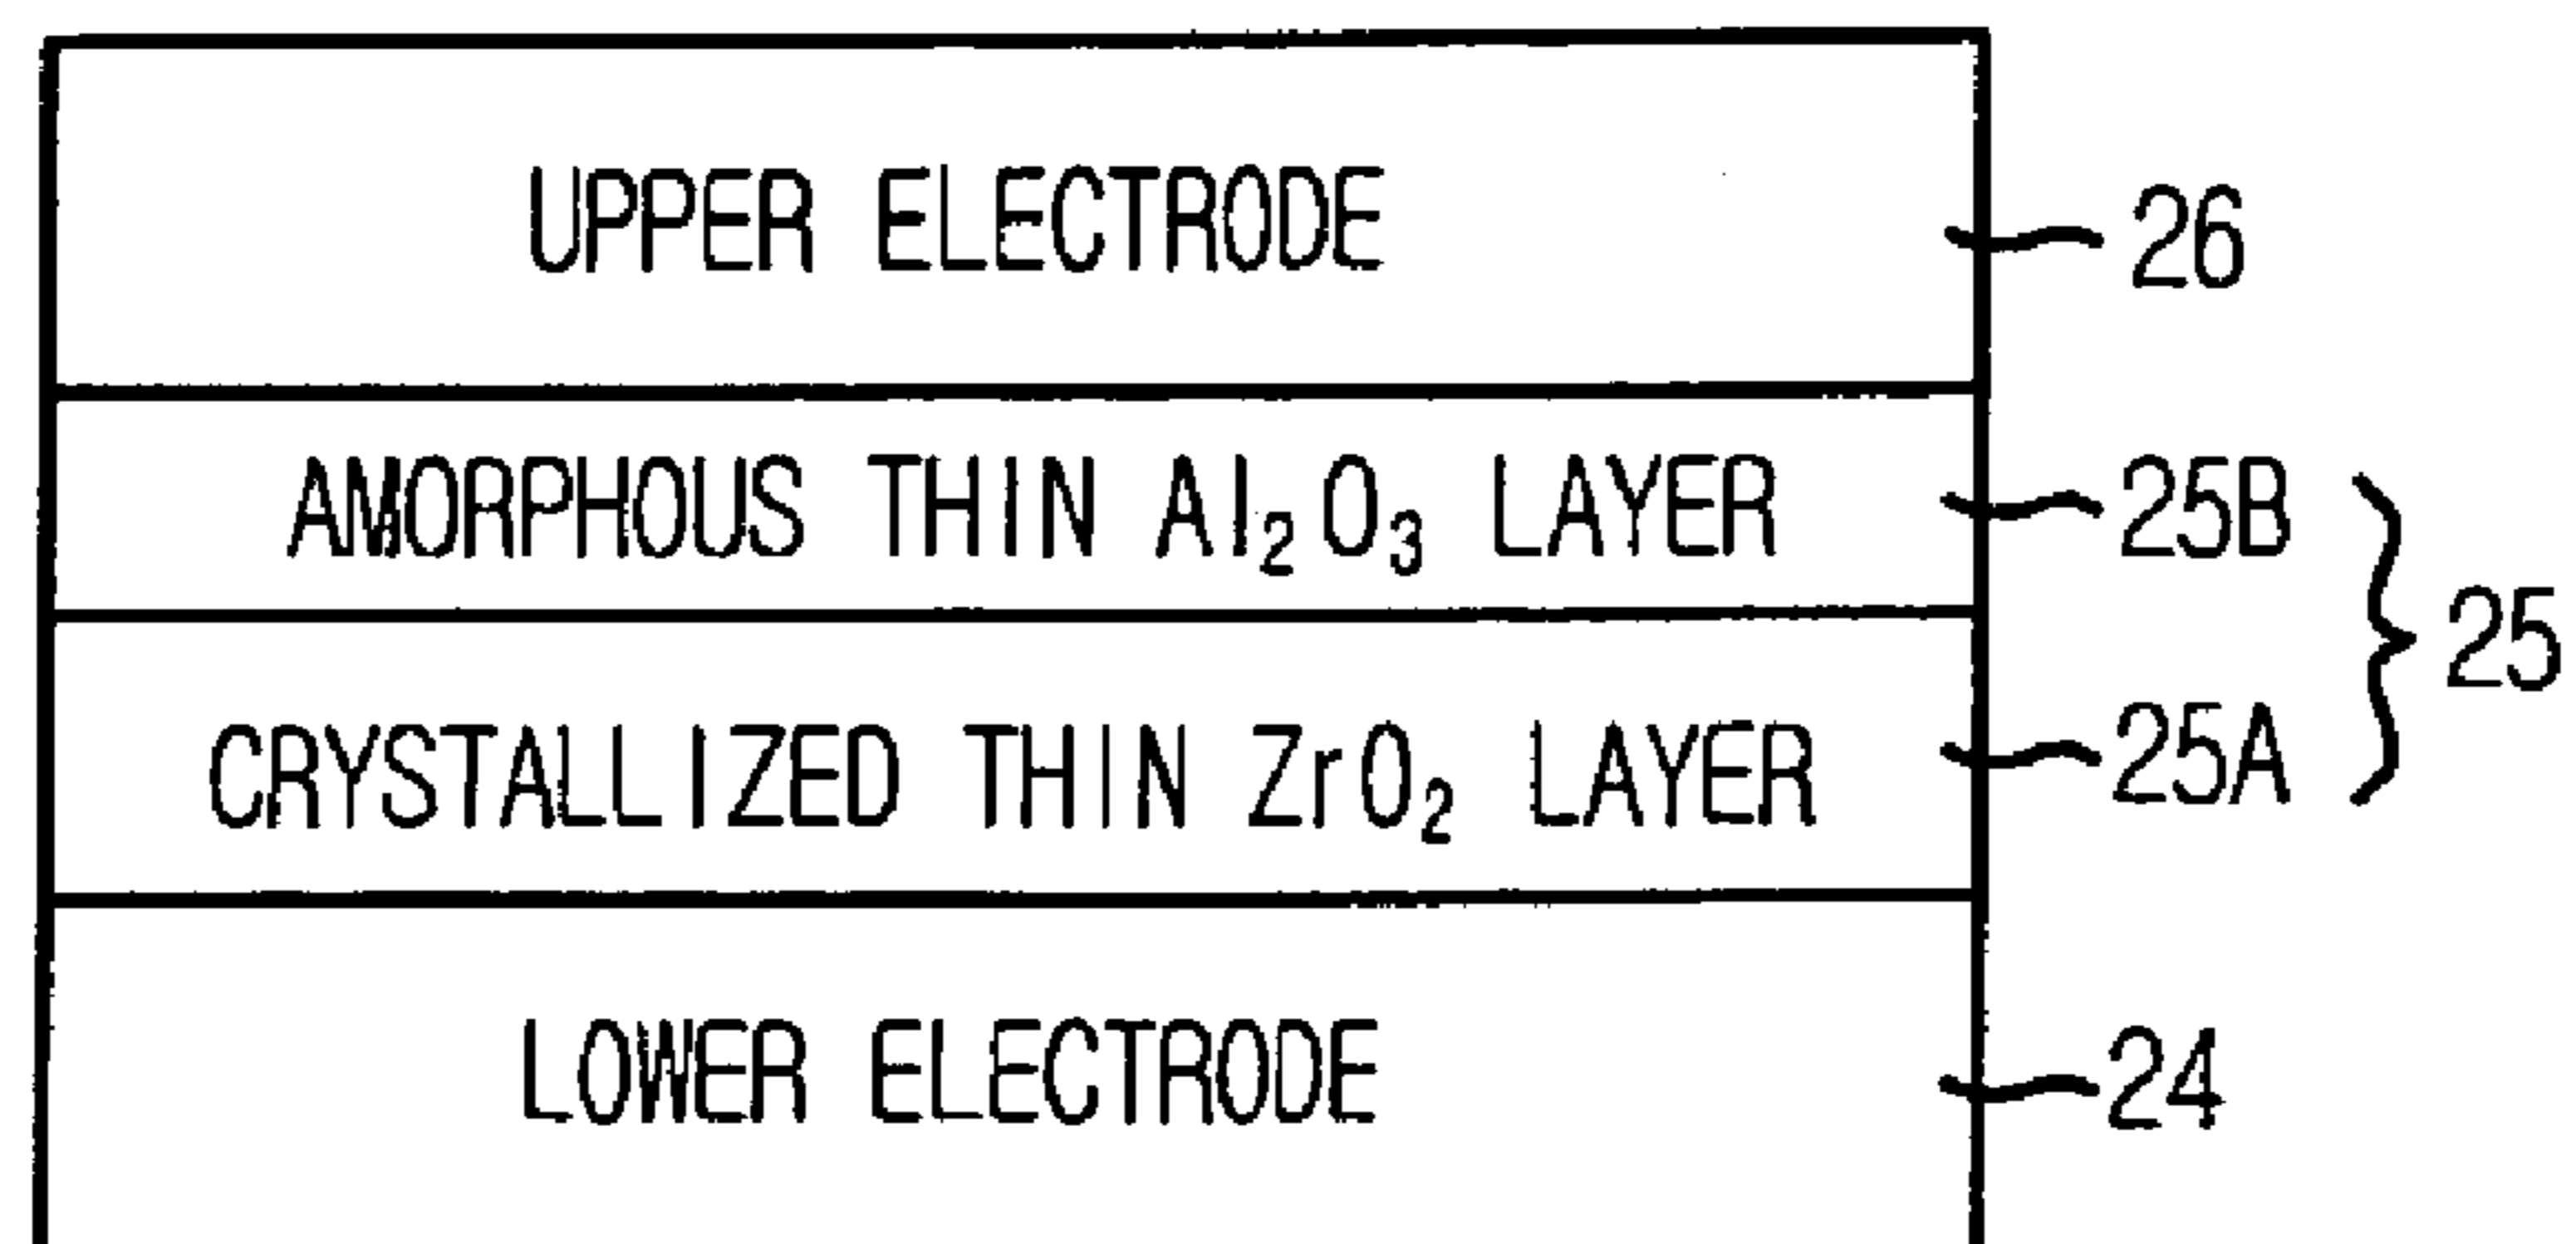 UPPER ELECTRODE 26
AMORPHOUS THIN Al₂O₃ LAYER 25B
25
CRYSTALLIZED THIN ZrO₂ LAYER 25A
LOWER ELECTRODE 24